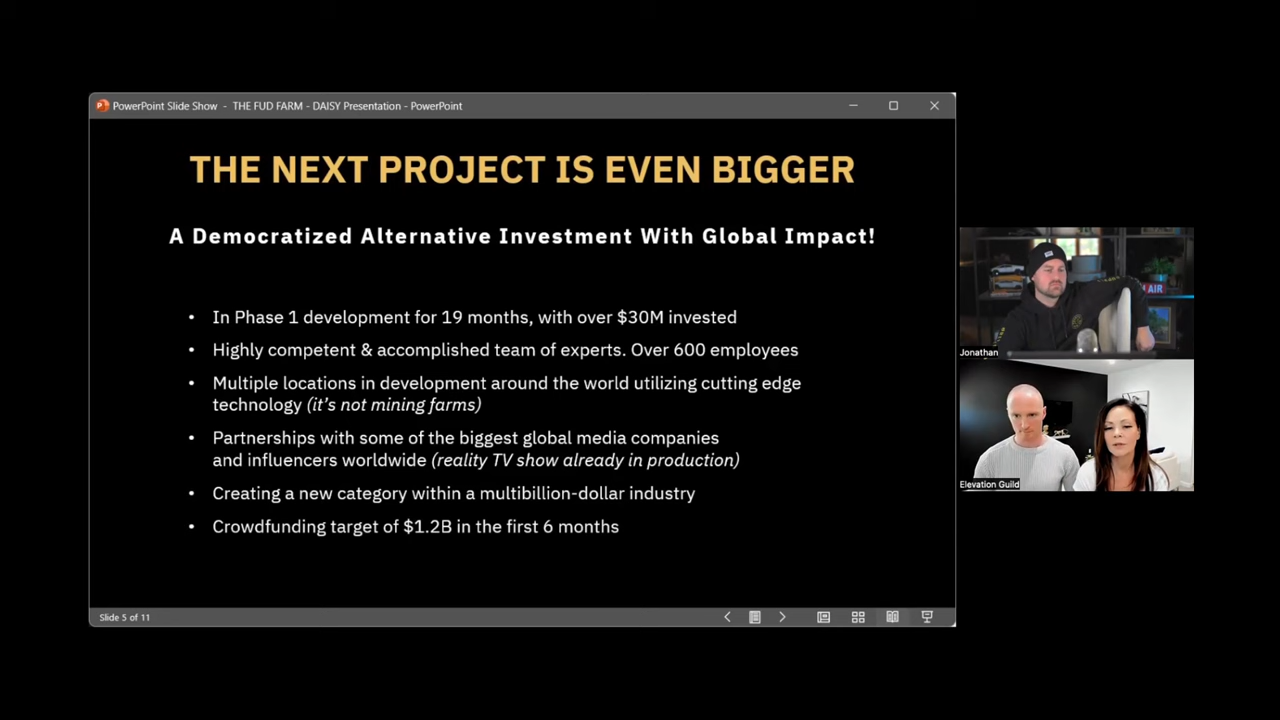 PowerPoint Slide Show - THE FUD FARM - DAISY Presentation - PowerPoint
THE NEXT PROJECT IS EVEN BIGGER
A Democratized Alternative Investment With Global Impact!
• In Phase 1 development for 19 months, with over $30M invested
• Highly competent & accomplished team of experts. Over 600 employees
• Multiple locations in development around the world utilizing cutting edge
technology (it's not mining farms)
• Partnerships with some of the biggest global media companies
and influencers worldwide (reality TV show already in production)
• Creating a new category within a multibillion-dollar industry
• Crowdfunding target of $1.2B in the first 6 months
Slide 5 of 11
AIR
Jonathan
Elevation Guild